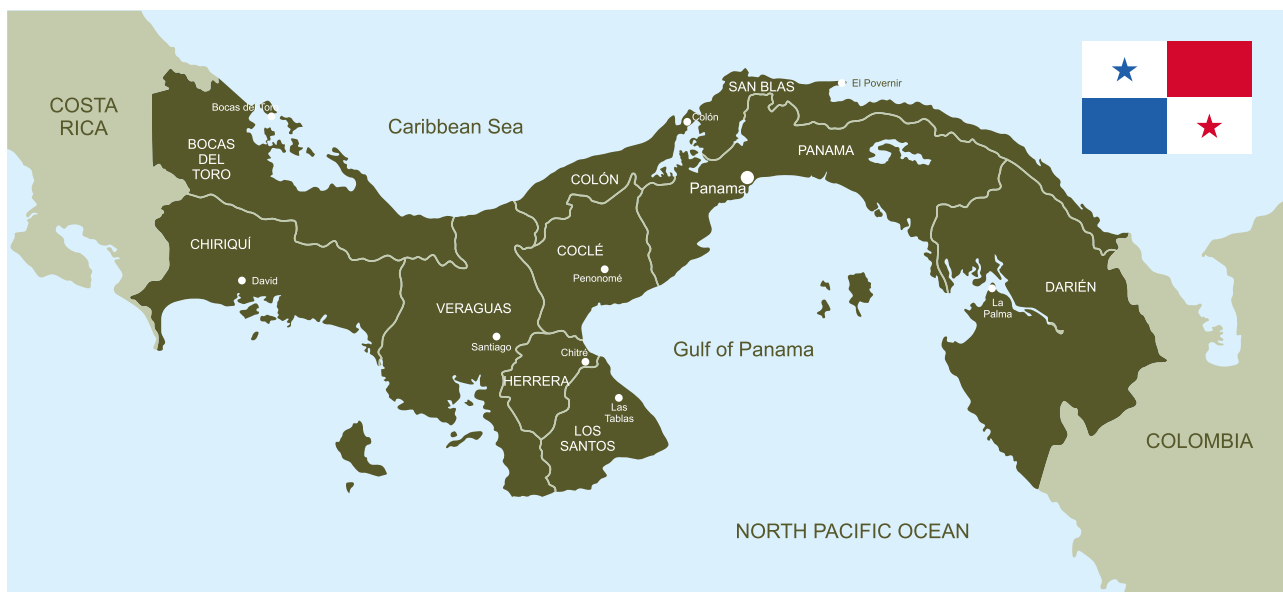 COSTA
RICA
Bocas del Toro
BOCAS
DEL
TORO
Caribbean Sea
SAN BLAS
El Povernir
Colón
PANAMA
COLÓN
Panama
CHIRIQUÍ
David
COCLÉ
Penonomé
VERAGUAS
Santiago
DARIÉN
La
Palma
Gulf of Panama
Chitré
HERRERA
Las
Tablas
LOS
SANTOS
COLOMBIA
NORTH PACIFIC OCEAN